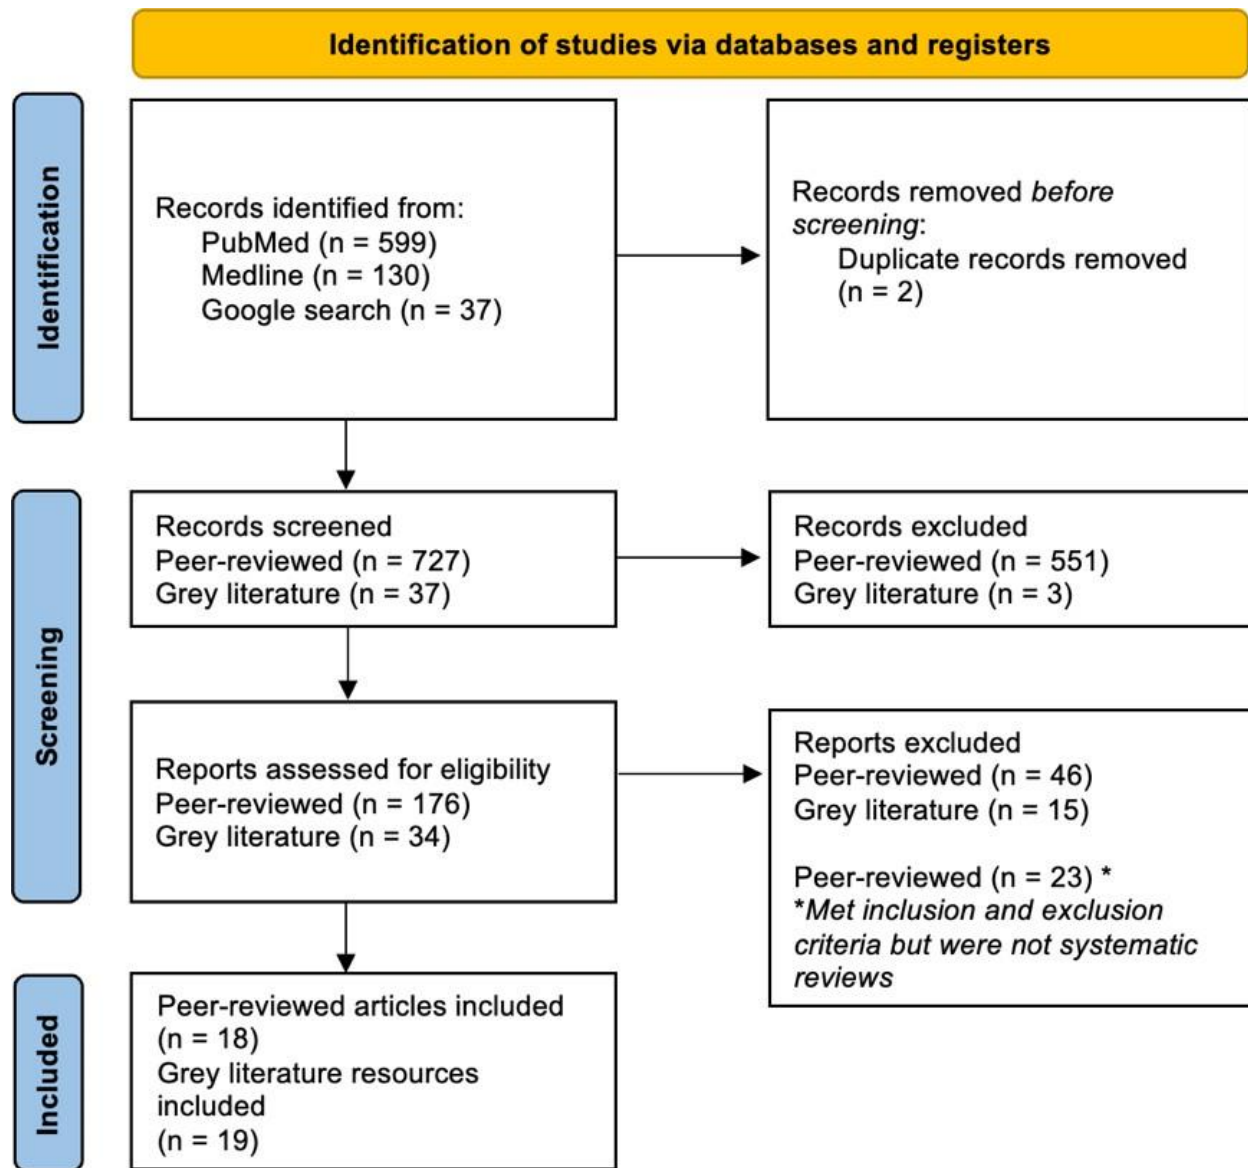 Identification of studies via databases and registers
Identification
Records identified from:
PubMed (n = 599)
Medline (n = 130)
Google search (n = 37)
Records removed before
screening:
Duplicate records removed
(n = 2)
Screening
Records screened
Peer-reviewed (n = 727)
Grey literature (n = 37)
Records excluded
Peer-reviewed (n = 551)
Grey literature (n = 3)
Reports assessed for eligibility
Peer-reviewed (n = 176)
Grey literature (n = 34)
Reports excluded
Peer-reviewed (n = 46)
Grey literature (n = 15)
Peer-reviewed (n = 23) *
*Met inclusion and exclusion
criteria but were not systematic
reviews
Included
Peer-reviewed articles included
(n = 18)
Grey literature resources
included
(n = 19)